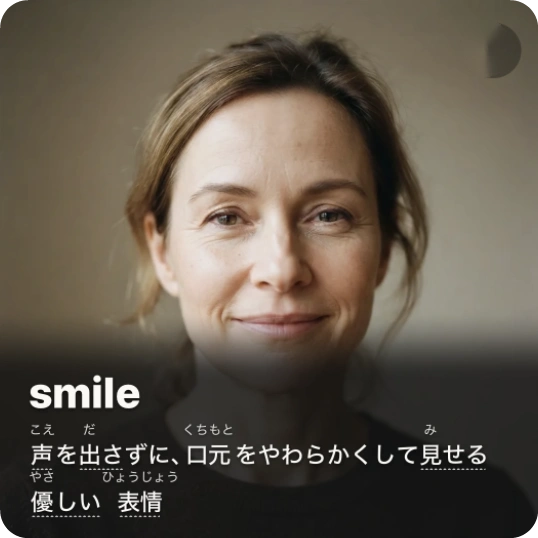 smile
こえ だ くちもと み
声を出さずに、口元をやわらかくして見せる
やさ ひょうじょう
優しい 表情